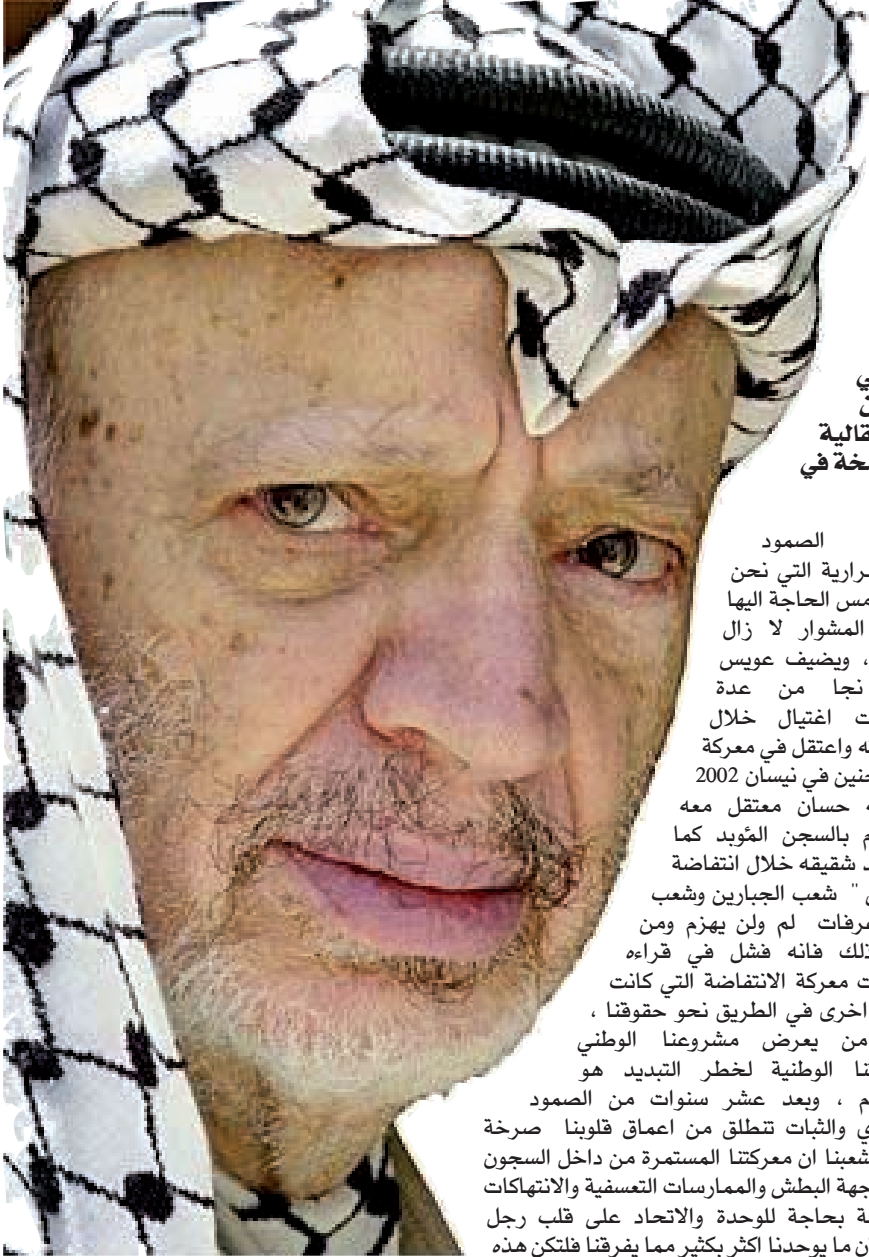 ي
ن
قالية
سخة في
الصمود
رارية التي نحن
مس الحاجة اليها
المشوار لا زال
، ويضيف عويس
نجا من عدة
ت اغتيال خلال
ه واعتقل في معركة
جنين في نيسان 2002
ه حسان معتقل معه
م بالسجن المؤبد كما
د شقيقه خلال انتفاضة
" شعب الجبارين وشعب
عرفات لم ولن يهزم ومن
ذلك فانه فشل في قراءه
ت معركة الانتفاضة التي كانت
اخرى في الطريق نحو حقوقنا ،
من يعرض مشروعنا الوطني
نا الوطنية لخطر التبديد هو
م ، وبعد عشر سنوات من الصمود
ي والثبات تنطلق من اعماق قلوبنا صرخة
شعبنا ان معركتنا المستمرة من داخل السجون
جهة البطش والممارسات التعسفية والانتهاكات
ة بحاجة للوحدة والاتحاد على قلب رجل
ن ما يوحدنا اكثر بكثير مما يفرقنا فلتكن هذه